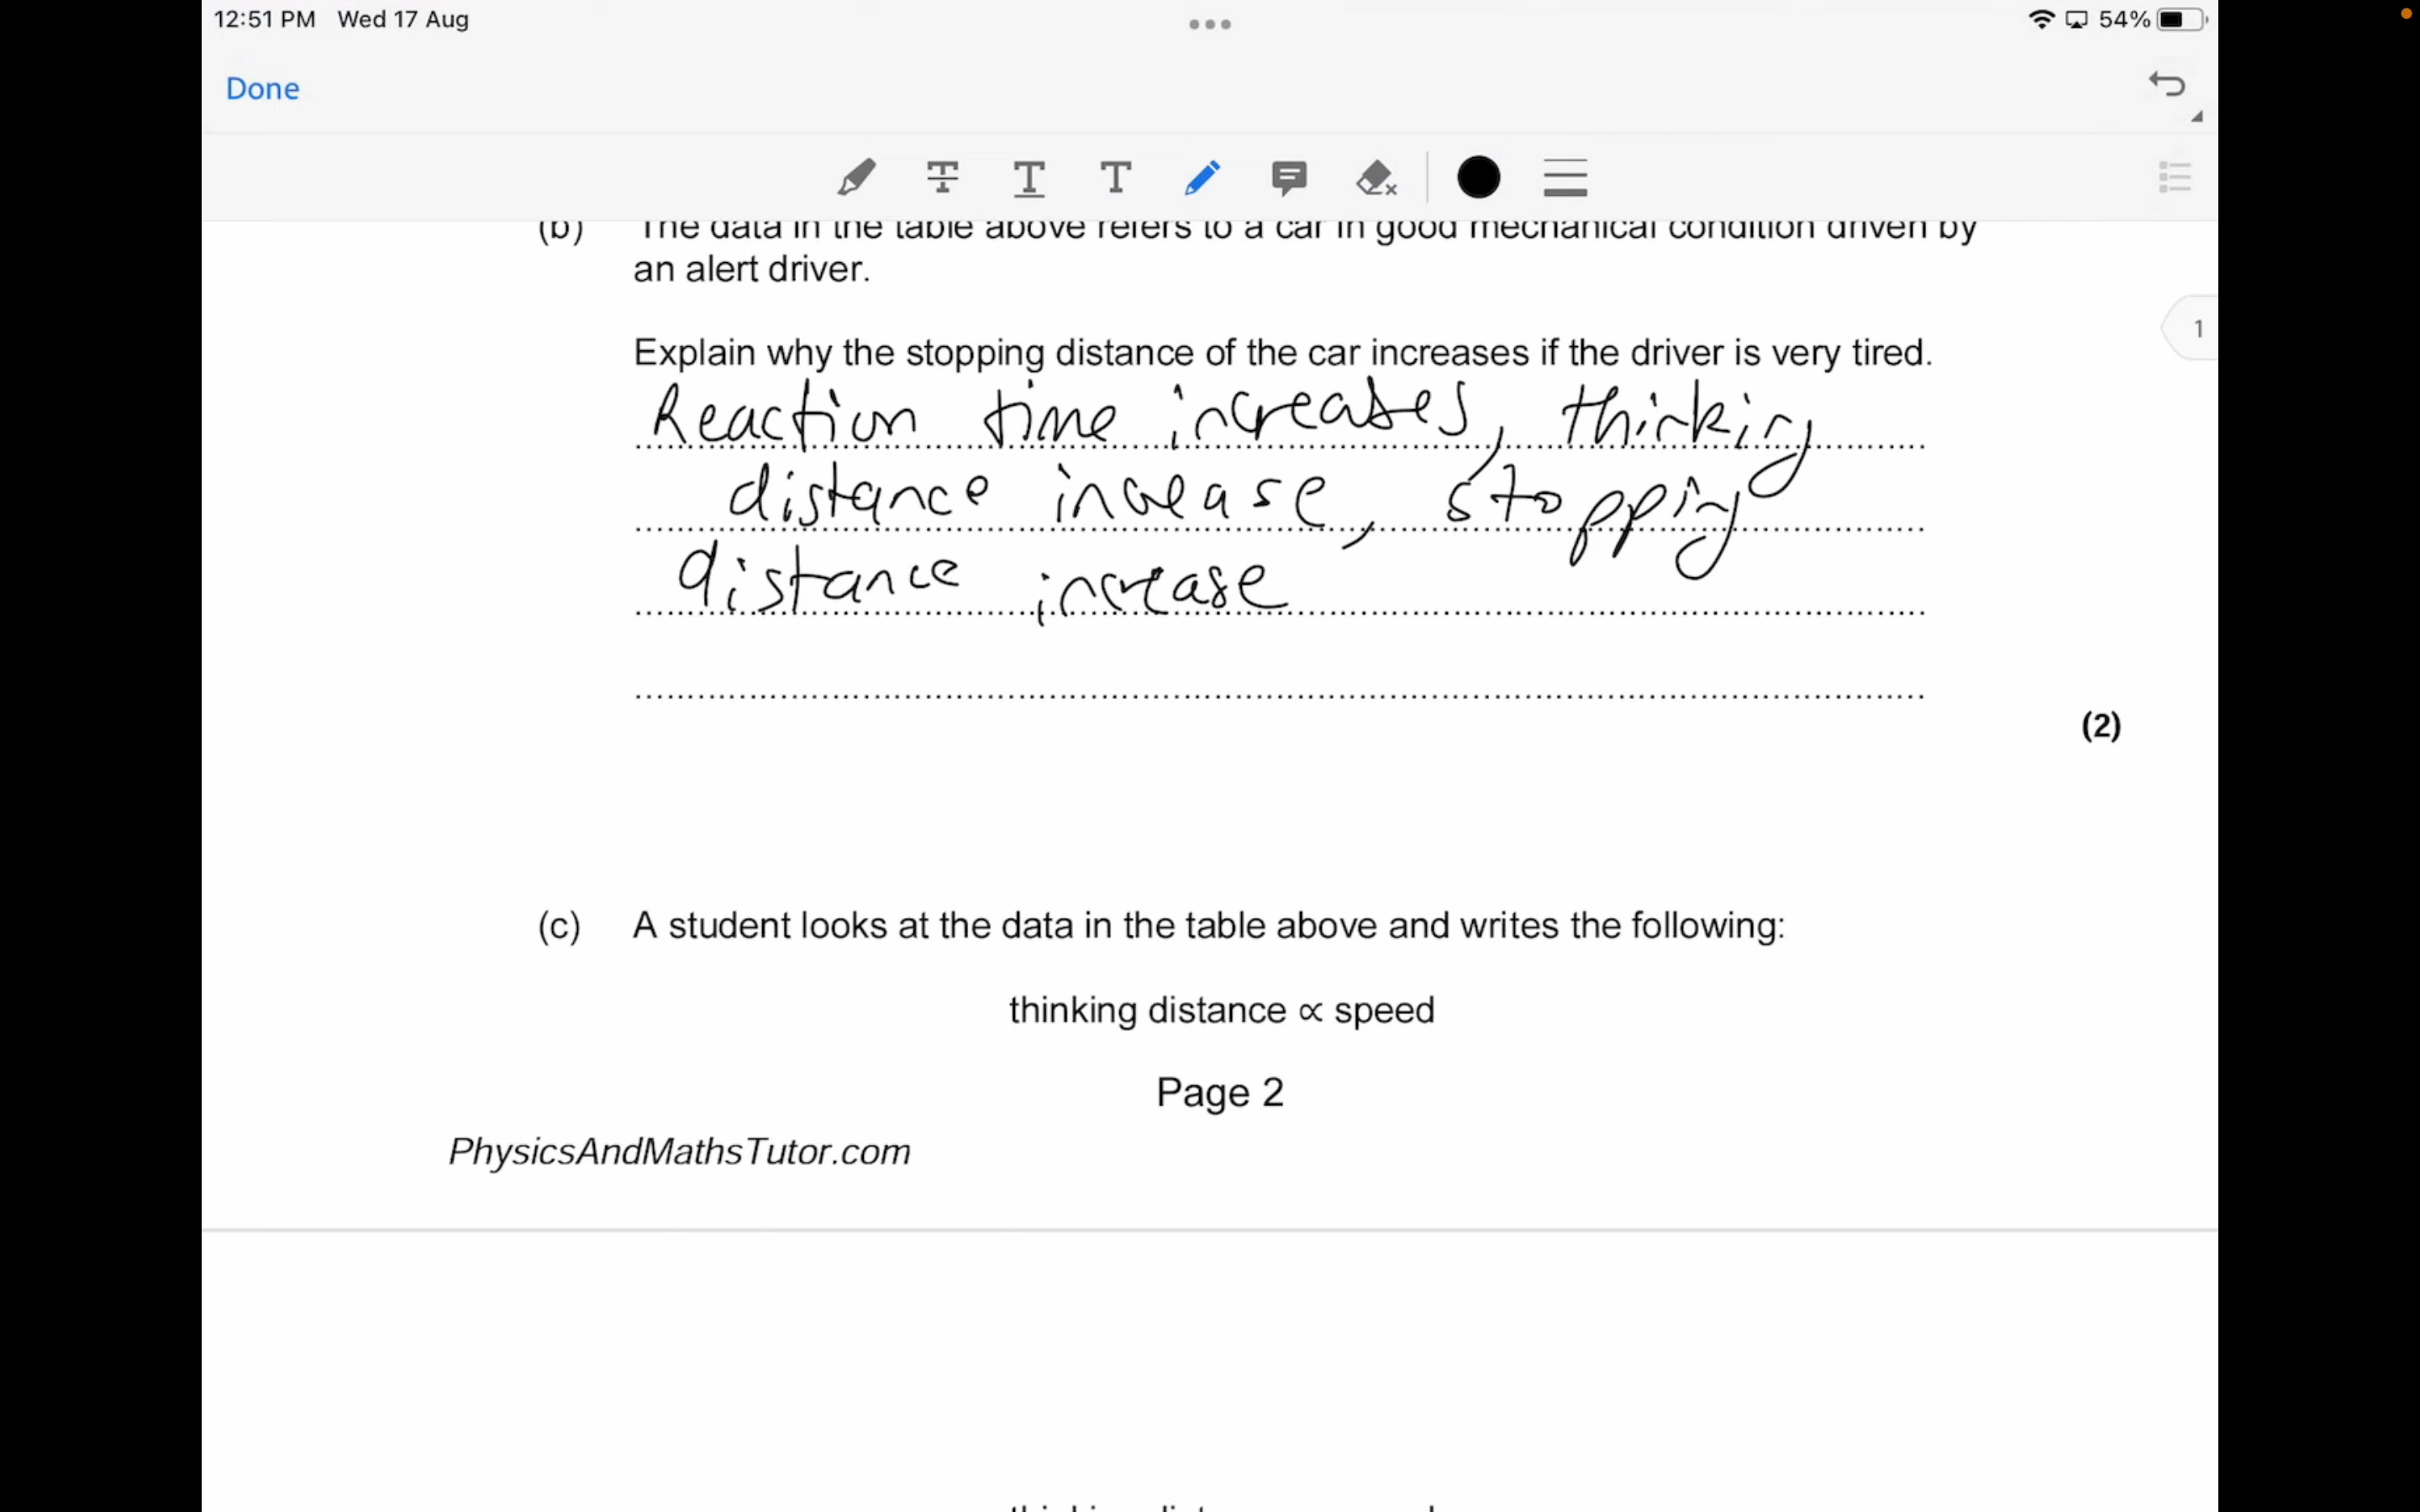 12:51 PM Wed 17 Aug 54%
Done
(b) The data in the table above refers to a car in good mechanical condition driven by
an alert driver.
1
Explain why the stopping distance of the car increases if the driver is very tired.
Reaction time increases, thinking
distance increase, stopping
distance increase
(2)
(c) A student looks at the data in the table above and writes the following:
thinking distance ∝ speed
Page 2
PhysicsAndMathsTutor.com